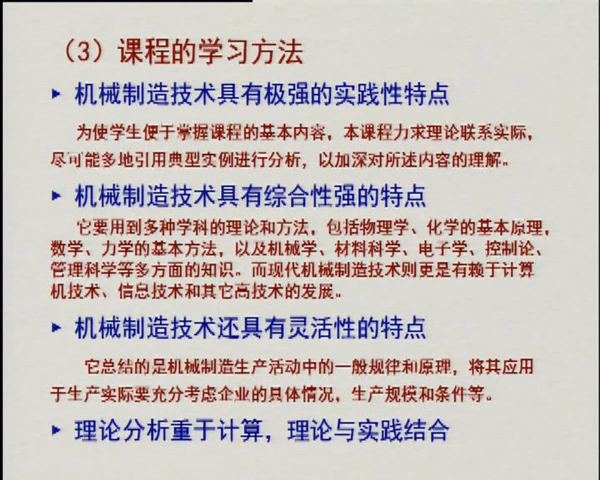 （3）课程的学习方法
机械制造技术具有极强的实践性特点
为使学生便于掌握课程的基本内容，本课程力求理论联系实际，
尽可能多地引用典型实例进行分析，以加深对所述内容的理解。
机械制造技术具有综合性强的特点
它要用到多种学科的理论和方法，包括物理学、化学的基本原理，
数学、力学的基本方法，以及机械学、材料科学、电子学、控制论、
管理科学等多方面的知识。而现代机械制造技术则更是有赖于计算
机技术、信息技术和其它高技术的发展。
机械制造技术还具有灵活性的特点
它总结的是机械制造生产活动中的一般规律和原理，将其应用
于生产实际要充分考虑企业的具体情况，生产规模和条件等。
理论分析重于计算，理论与实践结合